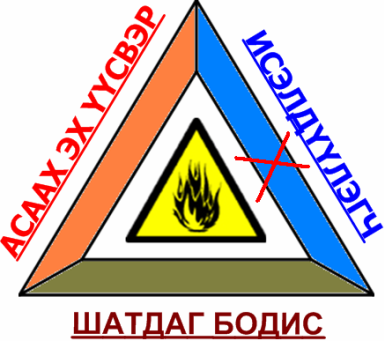 АСААХ ЭХ ҮҮСВЭР
ИСЭЛДҮҮЛЭГЧ
ШАТДАГ БОДИС